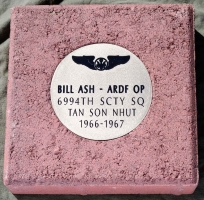 BILL ASH - ARDF OP
6994TH SCTY SQ
TAN SON NHUT
1966-1967